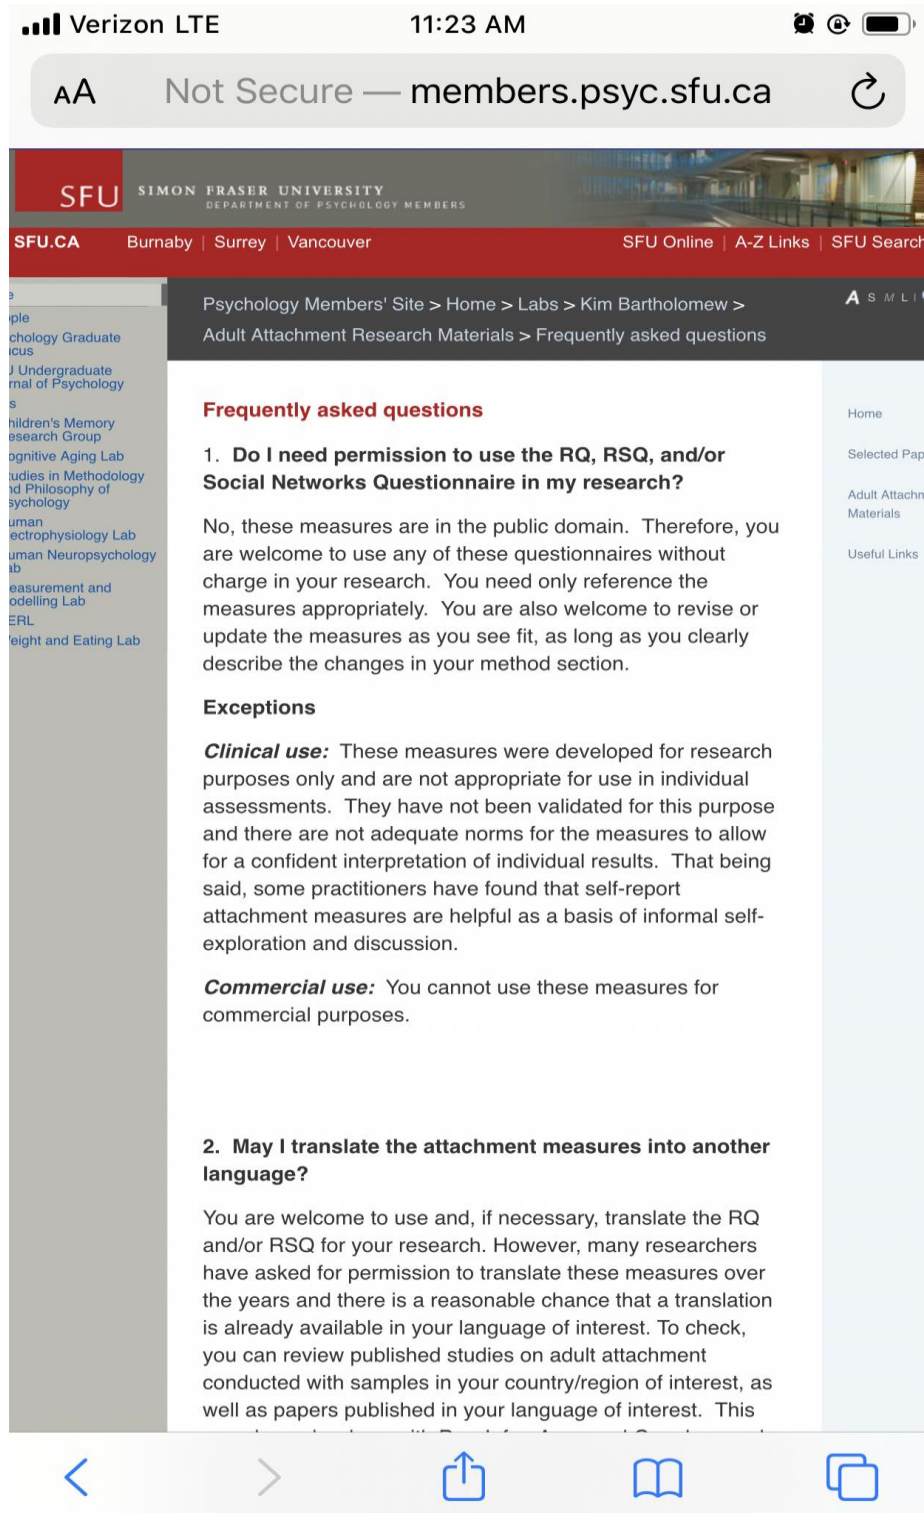 Verizon LTE 11:23 AM
AA Not Secure — members.psyc.sfu.ca
SFU SIMON FRASER UNIVERSITY
DEPARTMENT OF PSYCHOLOGY MEMBERS
SFU.CA Burnaby | Surrey | Vancouver SFU Online | A-Z Links | SFU Search
chology Graduate
Undergraduate
rnal of Psychology
hildren's Memory
esearch Group
ognitive Aging Lab
tudies in Methodology
nd Philosophy of
sychology
uman
ectrophysiology Lab
uman Neuropsychology
ab
easurement and
odelling Lab
ERL
eight and Eating Lab
Psychology Members' Site > Home > Labs > Kim Bartholomew >
Adult Attachment Research Materials > Frequently asked questions
A S M L I
Frequently asked questions
1. Do I need permission to use the RQ, RSQ, and/or
Social Networks Questionnaire in my research?
No, these measures are in the public domain. Therefore, you
are welcome to use any of these questionnaires without
charge in your research. You need only reference the
measures appropriately. You are also welcome to revise or
update the measures as you see fit, as long as you clearly
describe the changes in your method section.
Exceptions
Clinical use: These measures were developed for research
purposes only and are not appropriate for use in individual
assessments. They have not been validated for this purpose
and there are not adequate norms for the measures to allow
for a confident interpretation of individual results. That being
said, some practitioners have found that self-report
attachment measures are helpful as a basis of informal self-
exploration and discussion.
Commercial use: You cannot use these measures for
commercial purposes.
2. May I translate the attachment measures into another
language?
You are welcome to use and, if necessary, translate the RQ
and/or RSQ for your research. However, many researchers
have asked for permission to translate these measures over
the years and there is a reasonable chance that a translation
is already available in your language of interest. To check,
you can review published studies on adult attachment
conducted with samples in your country/region of interest, as
well as papers published in your language of interest. This
Home
Selected Pap
Adult Attachm
Materials
Useful Links